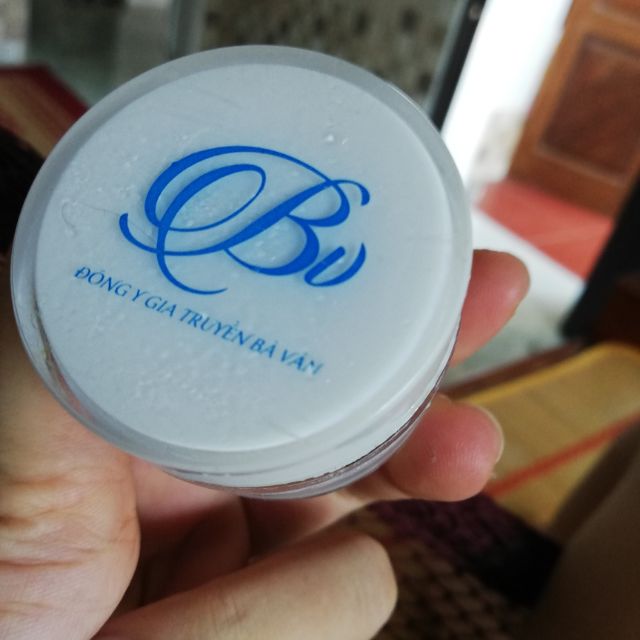 Bv
ĐÔNG Y GIA TRUYỀN BÀ VÂN